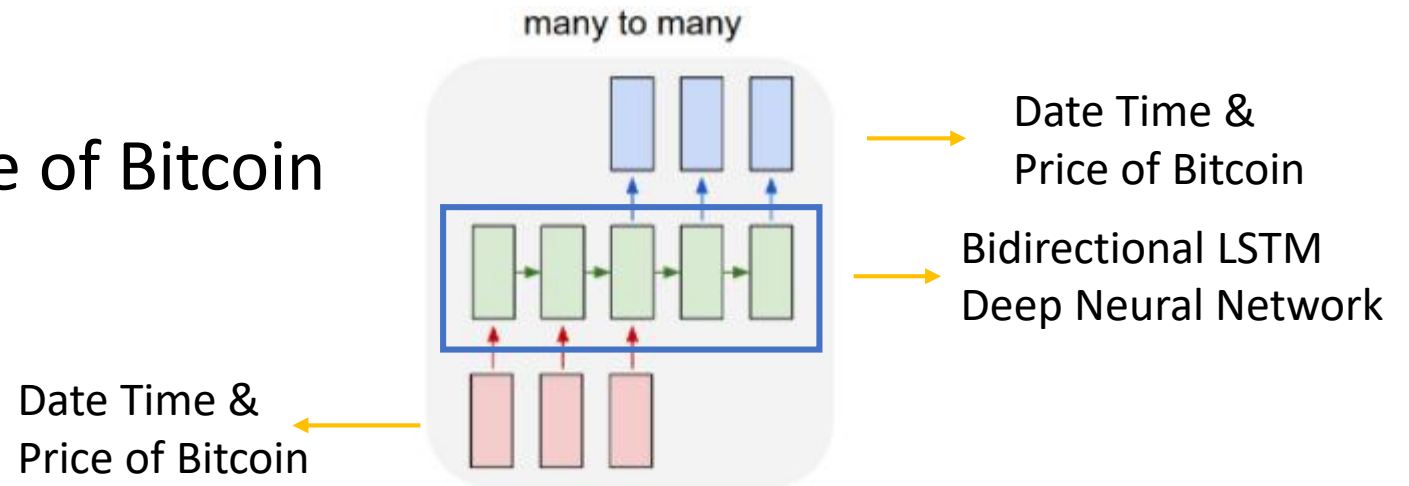 many to many
Date Time &
Price of Bitcoin
of Bitcoin
Bidirectional LSTM
Deep Neural Network
Date Time &
Price of Bitcoin